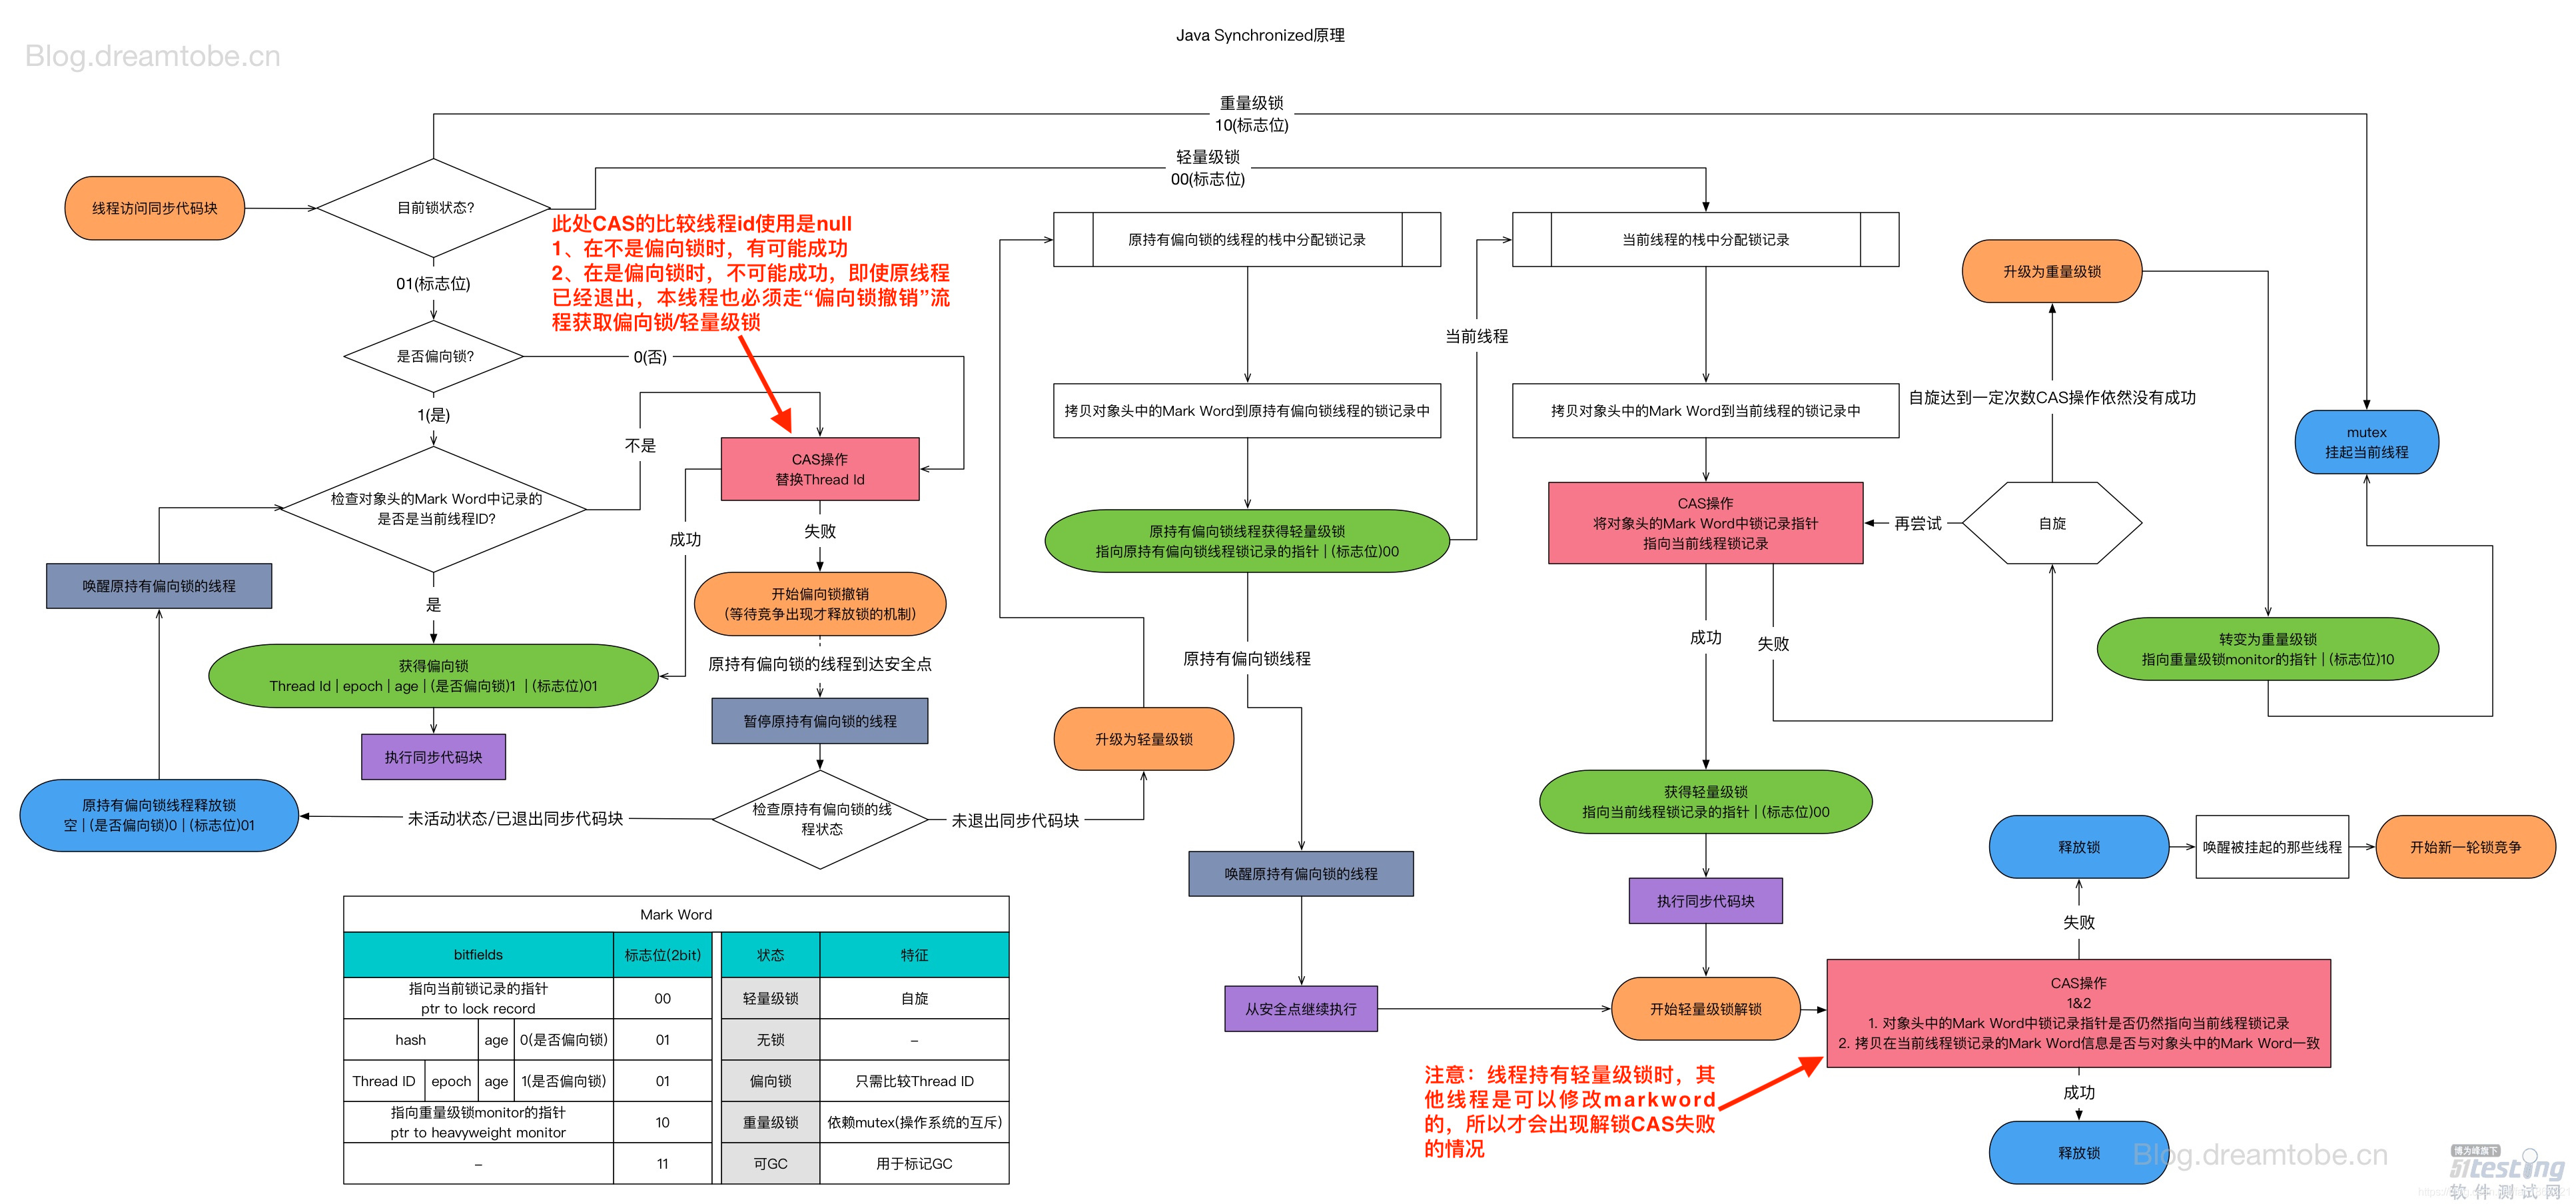 Java Synchronized原理
Blog.dreamtobe.cn
重量级锁
10(标志位)
轻量级锁
00(标志位)
线程访问同步代码块
目前锁状态?
01(标志位)
此处CAS的比较线程id使用是null
1、在不是偏向锁时，有可能成功
2、在是偏向锁时，不可能成功，即使原线程
已经退出，本线程也必须走“偏向锁撤销”流
程获取偏向锁/轻量级锁
是否偏向锁?
0(否)
1(是)
不是
检查对象头的Mark Word中记录的
是否是当前线程ID?
是
CAS操作
替换Thread Id
成功
失败
唤醒原持有偏向锁的线程
开始偏向锁撤销
(等待竞争出现才释放锁的机制)
原持有偏向锁的线程到达安全点
获得偏向锁
Thread Id | epoch | age | (是否偏向锁)1 | (标志位)01
暂停原持有偏向锁的线程
执行同步代码块
原持有偏向锁线程释放锁
空 | (是否偏向锁)0 | (标志位)01
未活动状态/已退出同步代码块
检查原持有偏向锁的线
程状态
未退出同步代码块
升级为轻量级锁
原持有偏向锁的线程的栈中分配锁记录
拷贝对象头中的Mark Word到原持有偏向锁线程的锁记录中
原持有偏向锁线程获得轻量级锁
指向原持有偏向锁线程锁记录的指针 | (标志位)00
当前线程
原持有偏向锁线程
唤醒原持有偏向锁的线程
从安全点继续执行
当前线程的栈中分配锁记录
拷贝对象头中的Mark Word到当前线程的锁记录中
CAS操作
将对象头的Mark Word中锁记录指针
指向当前线程锁记录
再尝试
自旋
自旋达到一定次数CAS操作依然没有成功
升级为重量级锁
mutex
挂起当前线程
转变为重量级锁
指向重量级锁monitor的指针 | (标志位)10
成功
失败
获得轻量级锁
指向当前线程锁记录的指针 | (标志位)00
执行同步代码块
开始轻量级锁解锁
CAS操作
1&2
1. 对象头中的Mark Word中锁记录指针是否仍然指向当前线程锁记录
2. 拷贝在当前线程锁记录的Mark Word信息是否与对象头中的Mark Word一致
失败
释放锁
唤醒被挂起的那些线程
开始新一轮锁竞争
成功
释放锁
注意：线程持有轻量级锁时，其
他线程是可以修改markword
的，所以才会出现解锁CAS失败
的情况
Mark Word
bitfields 标志位(2bit) 状态 特征
指向当前锁记录的指针
ptr to lock record 00 轻量级锁 自旋
hash age 0(是否偏向锁) 01 无锁 –
Thread ID epoch age 1(是否偏向锁) 01 偏向锁 只需比较Thread ID
指向重量级锁monitor的指针
ptr to heavyweight monitor 10 重量级锁 依赖mutex(操作系统的互斥)
– 11 可GC 用于标记GC
Blog.dreamtobe.cn
博为峰旗下
51testing
软件测试网